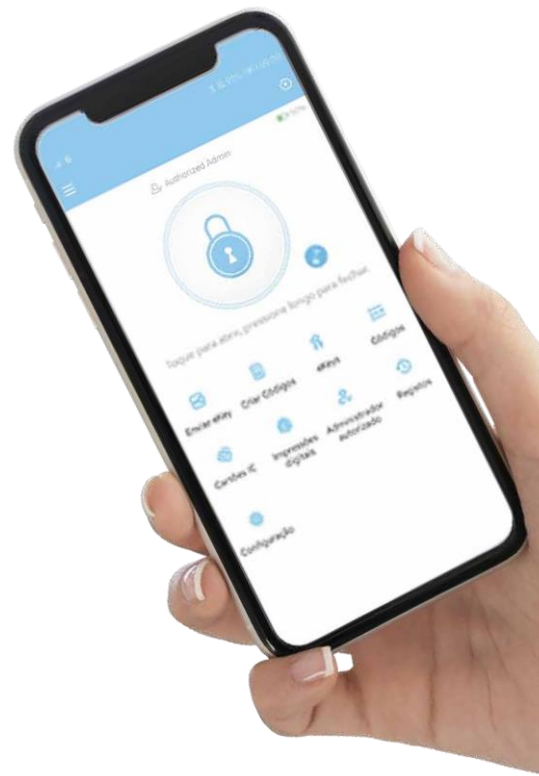 Authorized Admin
Toque para abrir, pressione longo para fechar.
Enviar eKey
Criar Códigos
eKeys
Códigos
Cartões IC
Impressões
digitais
Administrador
autorizado
Registos
Configuração